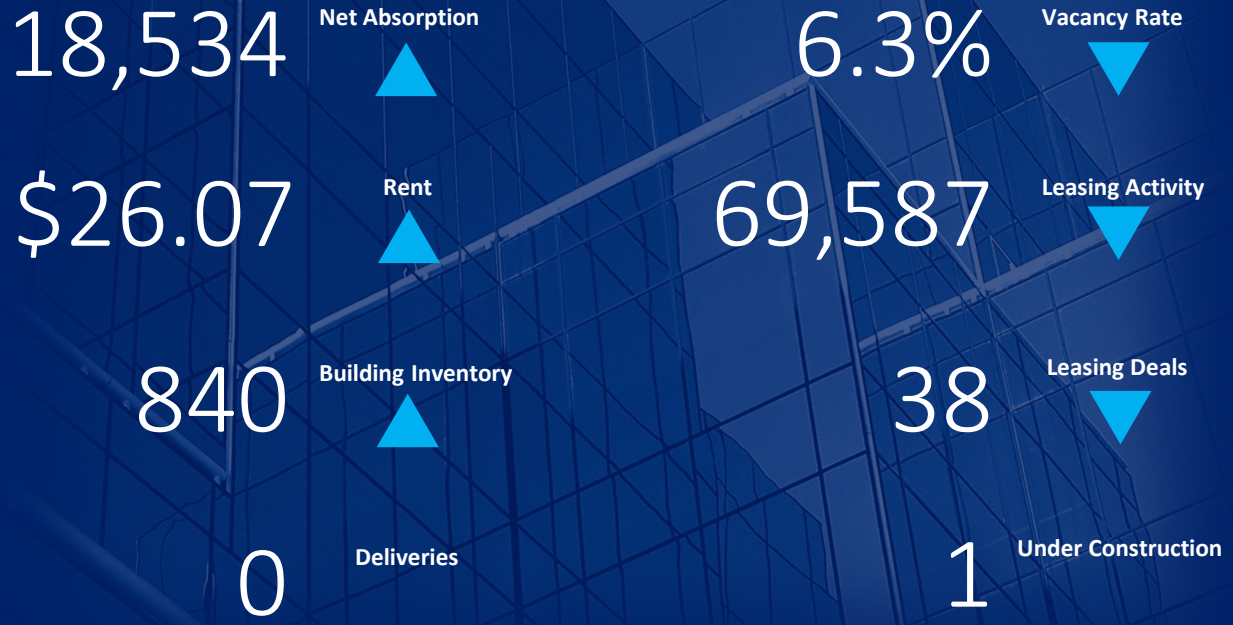 18,534
Net Absorption
6.3%
Vacancy Rate
$26.07
Rent
69,587
Leasing Activity
840
Building Inventory
38
Leasing Deals
0
Deliveries
1
Under Construction